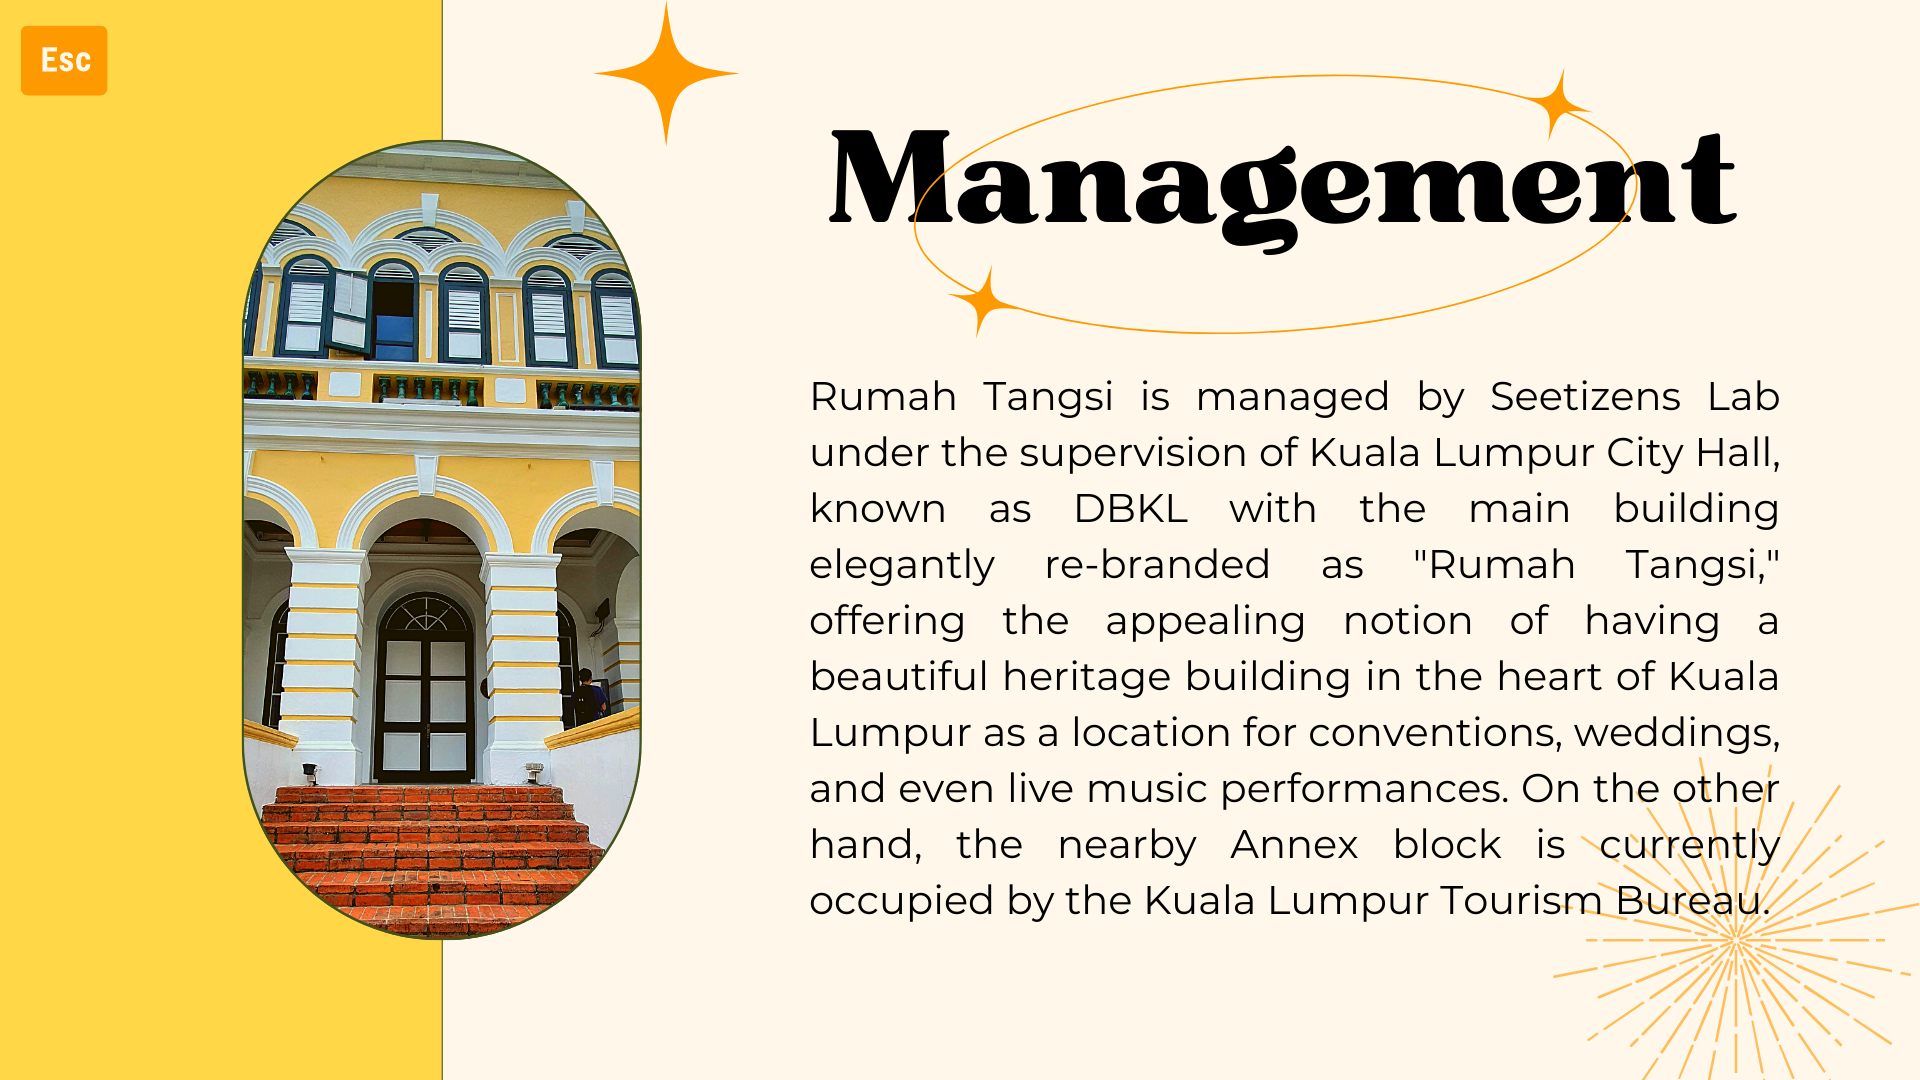 Esc
Management
Rumah Tangsi is managed by Seetizens Lab
under the supervision of Kuala Lumpur City Hall,
known as DBKL with the main building
elegantly re-branded as "Rumah Tangsi,"
offering the appealing notion of having a
beautiful heritage building in the heart of Kuala
Lumpur as a location for conventions, weddings,
and even live music performances. On the other
hand, the nearby Annex block is currently
occupied by the Kuala Lumpur Tourism Bureau.